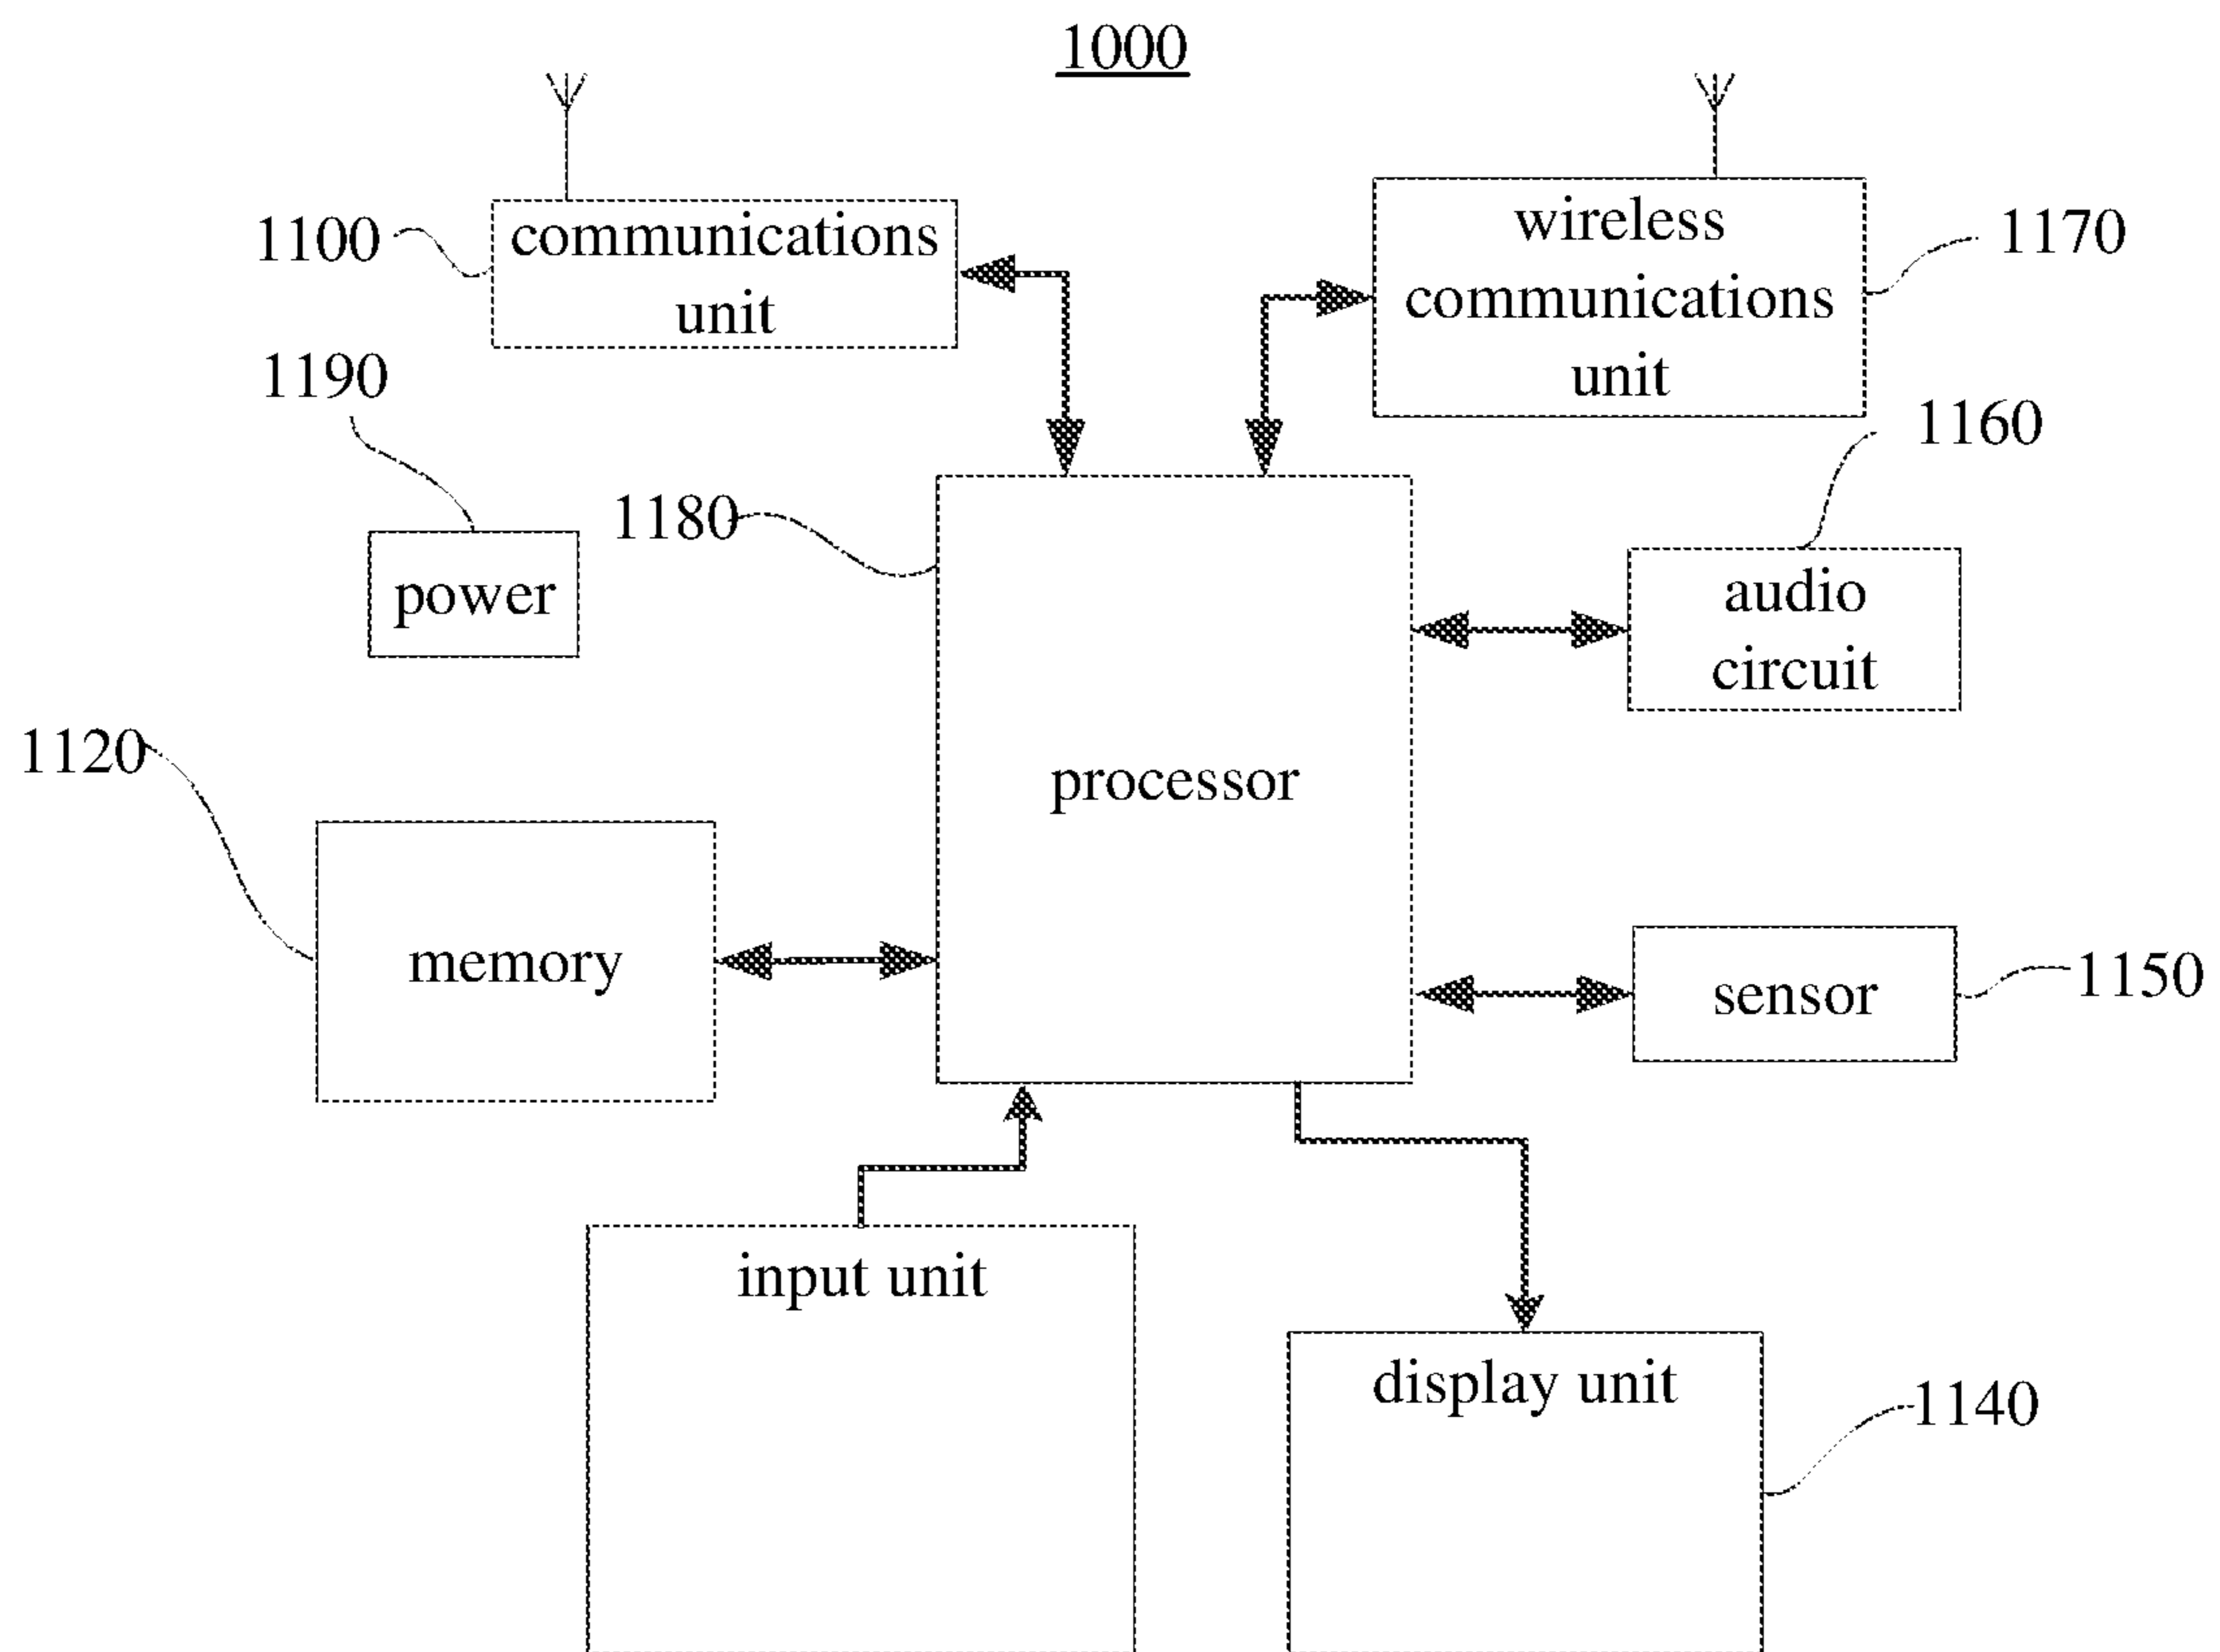 1000
1100
communications
unit
wireless
communications
unit
1170
1190
1160
1180
power
audio
circuit
1120
processor
memory
sensor
1150
input unit
display unit
1140